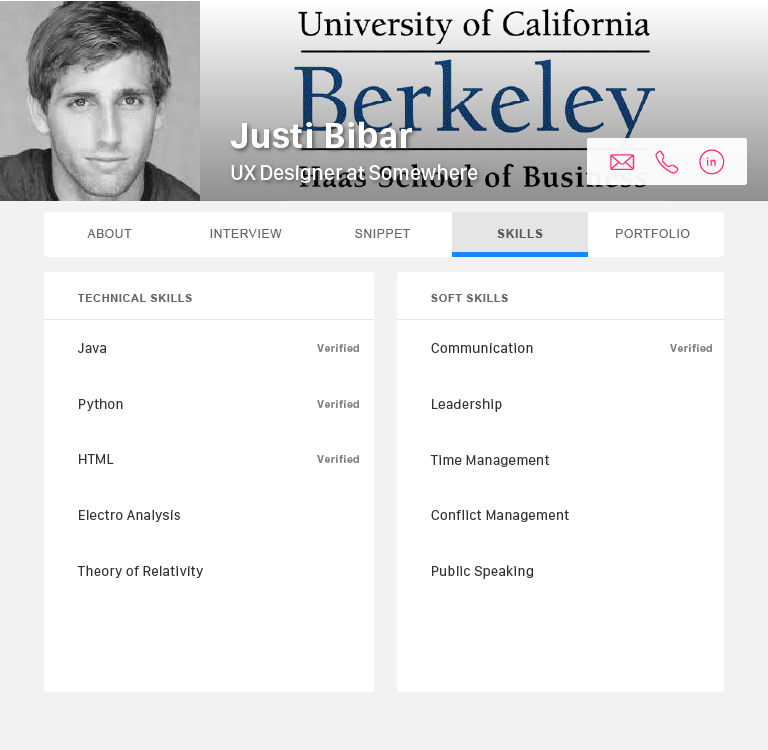 University of California
Berkeley
Haas School of Business
Justi Bibar
UX Designer at Somewhere
in
ABOUT
INTERVIEW
SNIPPET
SKILLS
PORTFOLIO
TECHNICAL SKILLS
Java Verified
Python Verified
HTML Verified
Electro Analysis
Theory of Relativity
SOFT SKILLS
Communication Verified
Leadership
Time Management
Conflict Management
Public Speaking